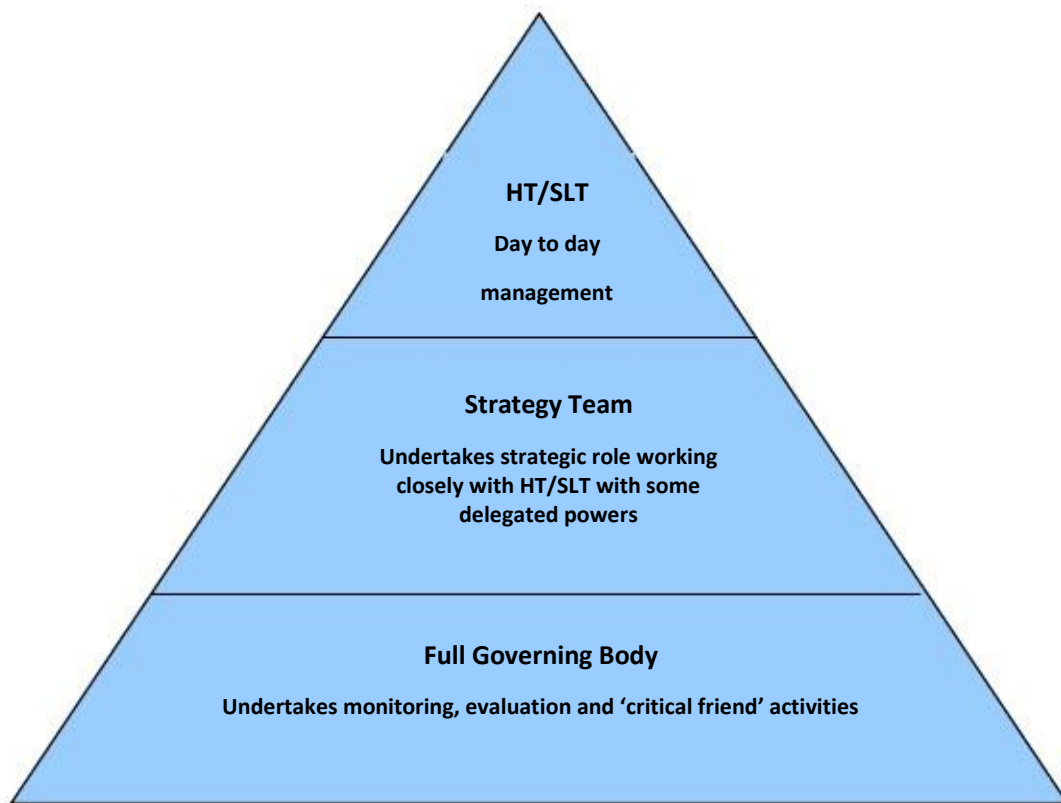 HT/SLT
Day to day
management
Strategy Team
Undertakes strategic role working
closely with HT/SLT with some
delegated powers
Full Governing Body
Undertakes monitoring, evaluation and ‘critical friend’ activities